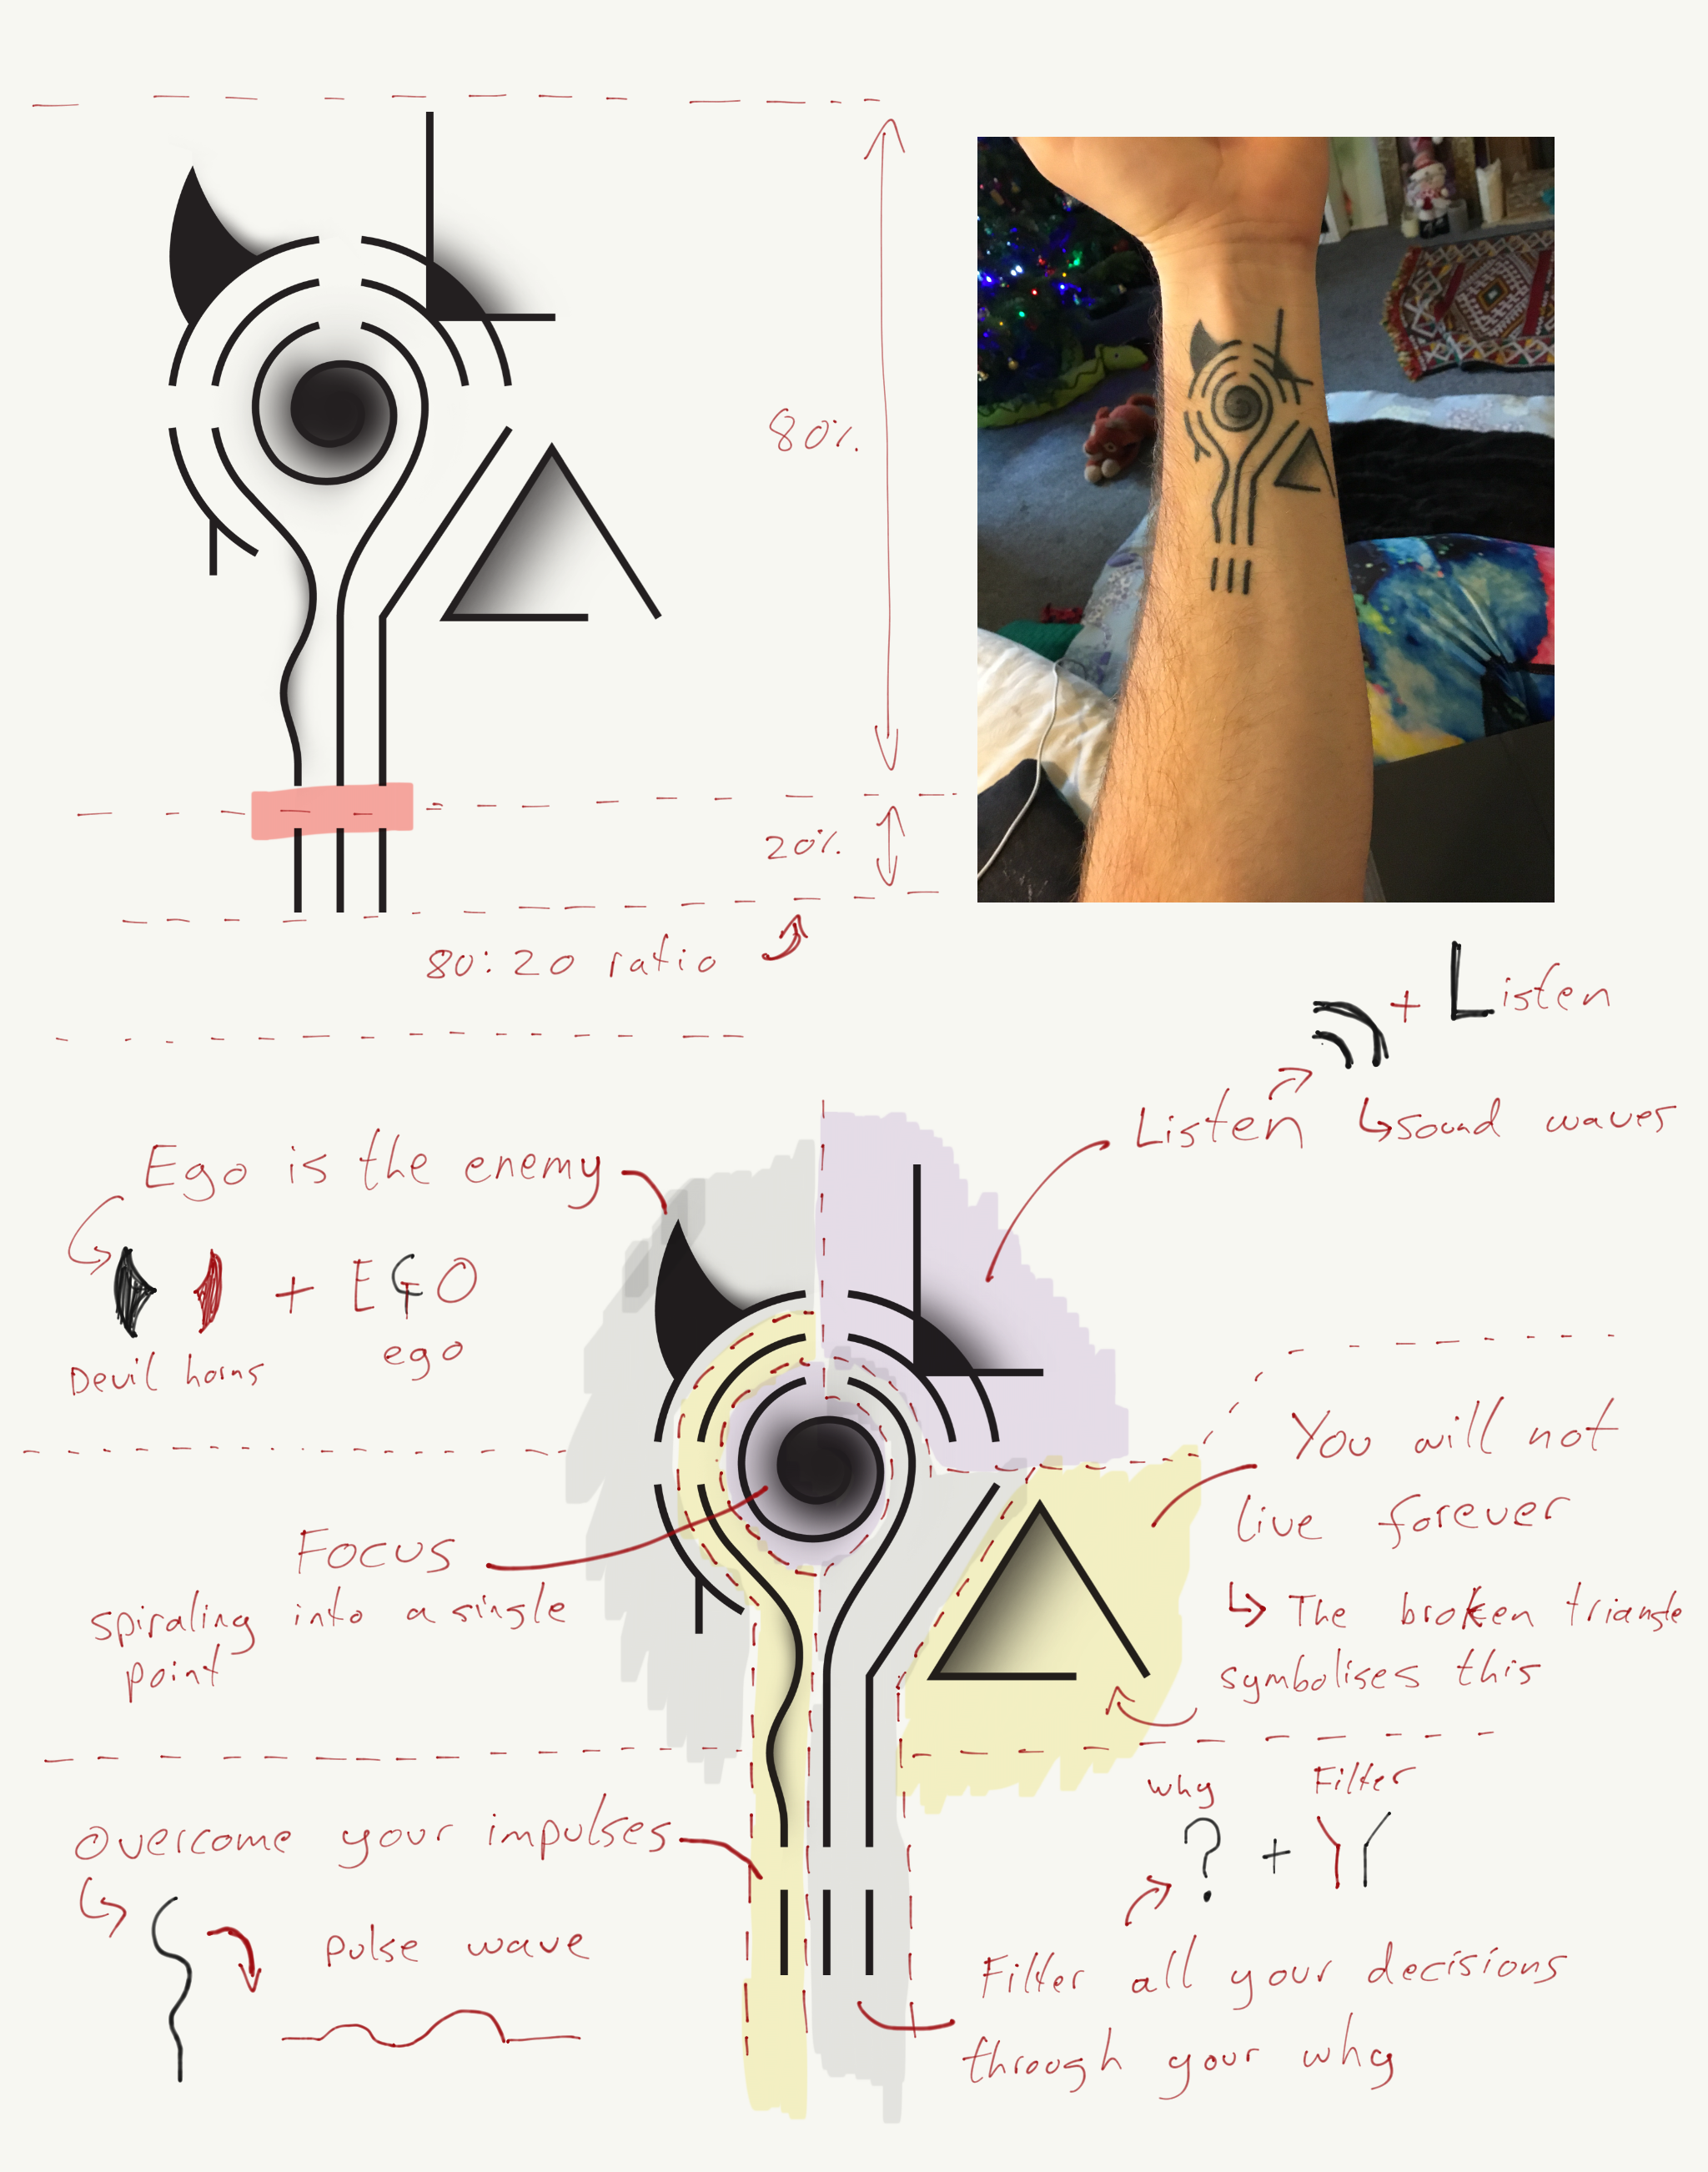 80%.
20%.
80:20 ratio
+ Listen
Listen ↳ sound waves
Ego is the enemy
+ EGO
ego
Devil horns
You will not
live forever
↳ The broken triangle
symbolises this
Focus
spiraling into a single
point
why Filter
? + YY
Filter all your decisions
through your why
Overcome your impulses
pulse wave